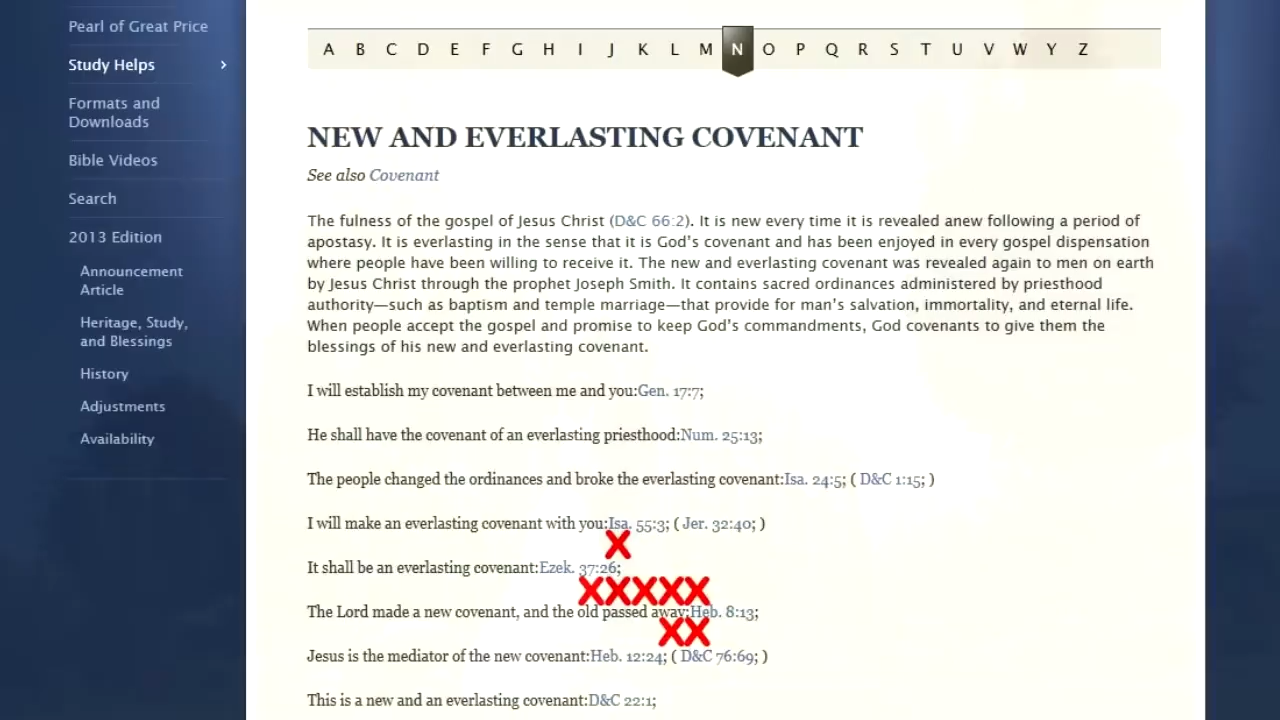 Pearl of Great Price
Study Helps
Formats and
Downloads
Bible Videos
Search
2013 Edition
Announcement
Article
Heritage, Study,
and Blessings
History
Adjustments
Availability
A B C D E F G H I J K L M N O P Q R S T U V W Y Z
NEW AND EVERLASTING COVENANT
See also Covenant
The fulness of the gospel of Jesus Christ (D&C 66:2). It is new every time it is revealed anew following a period of
apostasy. It is everlasting in the sense that it is God's covenant and has been enjoyed in every gospel dispensation
where people have been willing to receive it. The new and everlasting covenant was revealed again to men on earth
by Jesus Christ through the prophet Joseph Smith. It contains sacred ordinances administered by priesthood
authority—such as baptism and temple marriage—that provide for man's salvation, immortality, and eternal life.
When people accept the gospel and promise to keep God's commandments, God covenants to give them the
blessings of his new and everlasting covenant.
I will establish my covenant between me and you:Gen. 17:7;
He shall have the covenant of an everlasting priesthood:Num. 25:13;
The people changed the ordinances and broke the everlasting covenant:Isa. 24:5; ( D&C 1:15; )
I will make an everlasting covenant with you:Isa. 55:3; ( Jer. 32:40; )
X
It shall be an everlasting covenant:Ezek. 37:26;
XXXXX
The Lord made a new covenant, and the old passed away:Heb. 8:13;
XX
Jesus is the mediator of the new covenant:Heb. 12:24; ( D&C 76:69; )
This is a new and an everlasting covenant:D&C 22:1;